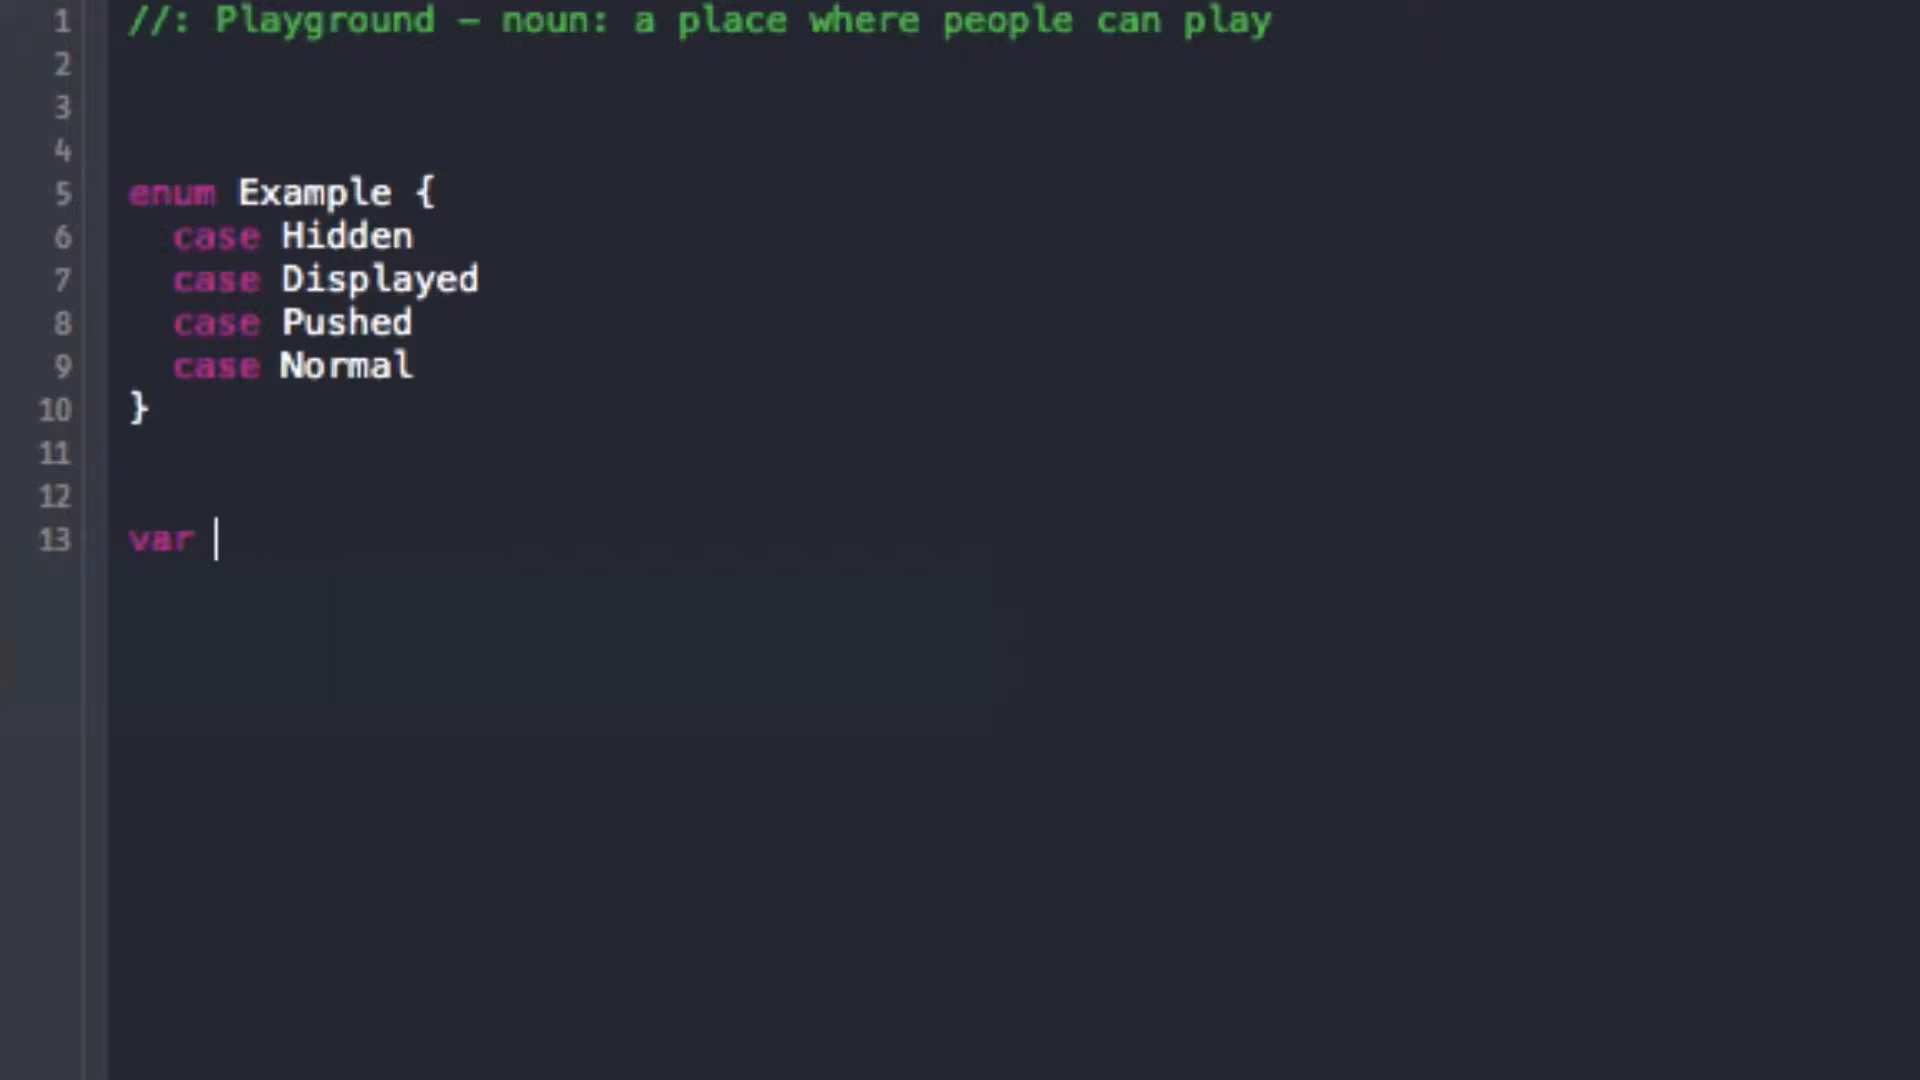 1 //: Playground – noun: a place where people can play
2
3
4
5 enum Example {
6 case Hidden
7 case Displayed
8 case Pushed
9 case Normal
10 }
11
12
13 var